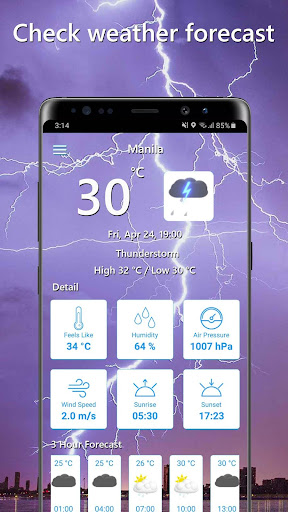 Check weather forecast
3:14
Manila
30 °C
Fri, Apr 24, 19:00
Thunderstorm
High 32 °C / Low 30 °C
Detail
Feels Like Humidity Air Pressure
34 °C 64 % 1007 hPa
Wind Speed Sunrise Sunset
2.0 m/s 05:30 17:23
3 Hour Forecast
25 °C 26 °C 30 °C 30 °C
01:00 04:00 07:00 10:00 13:00